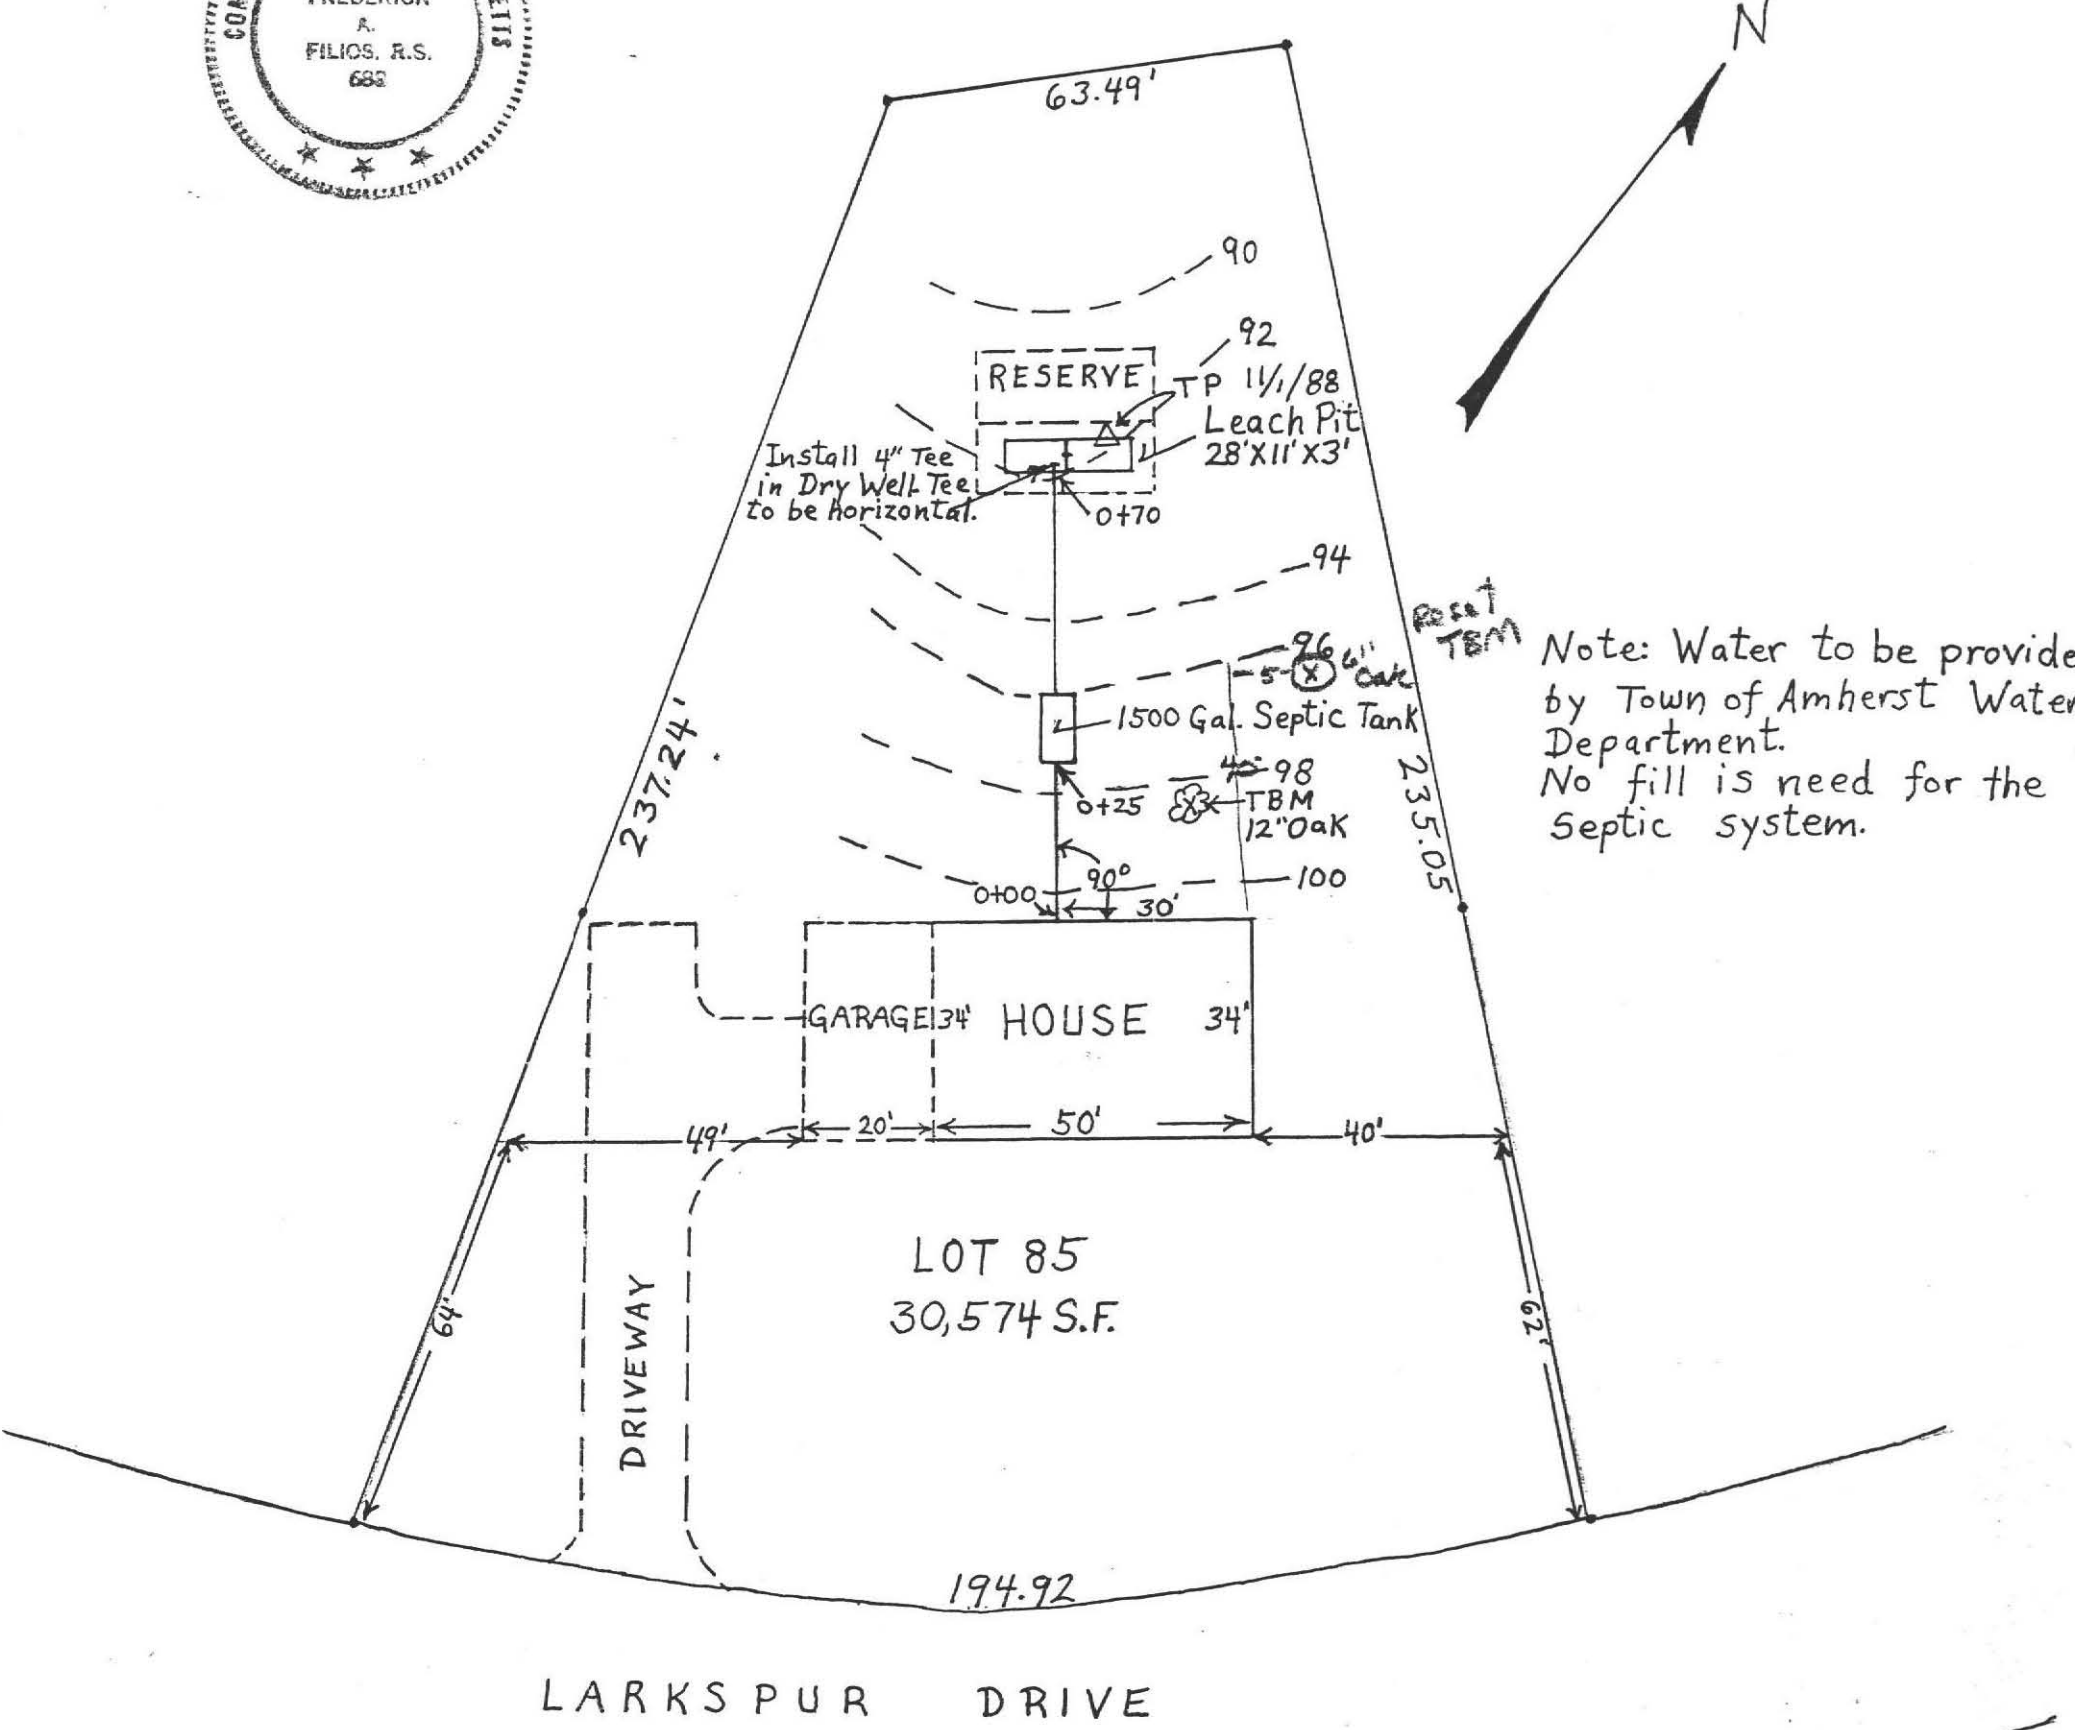 A.
FILIOS, R.S.
682
N
63.49'
90
92
RESERVE
TP 11/1/88
Leach Pit
28'X11'X3'
Install 4" Tee
in Dry Well Tee
to be horizontal.
0+70
94
Reset
TBM
96
5
6"
Oak
1500 Gal. Septic Tank
Note: Water to be provide
by Town of Amherst Water
Department.
No fill is need for the
Septic system.
237.24'
235.05
98
0+25
TBM
12" Oak
90°
100
0+00
30'
GARAGE
34'
HOUSE
34'
49'
20'
50'
40'
64'
62'
LOT 85
30,574 S.F.
DRIVEWAY
194.92
LARKSPUR DRIVE